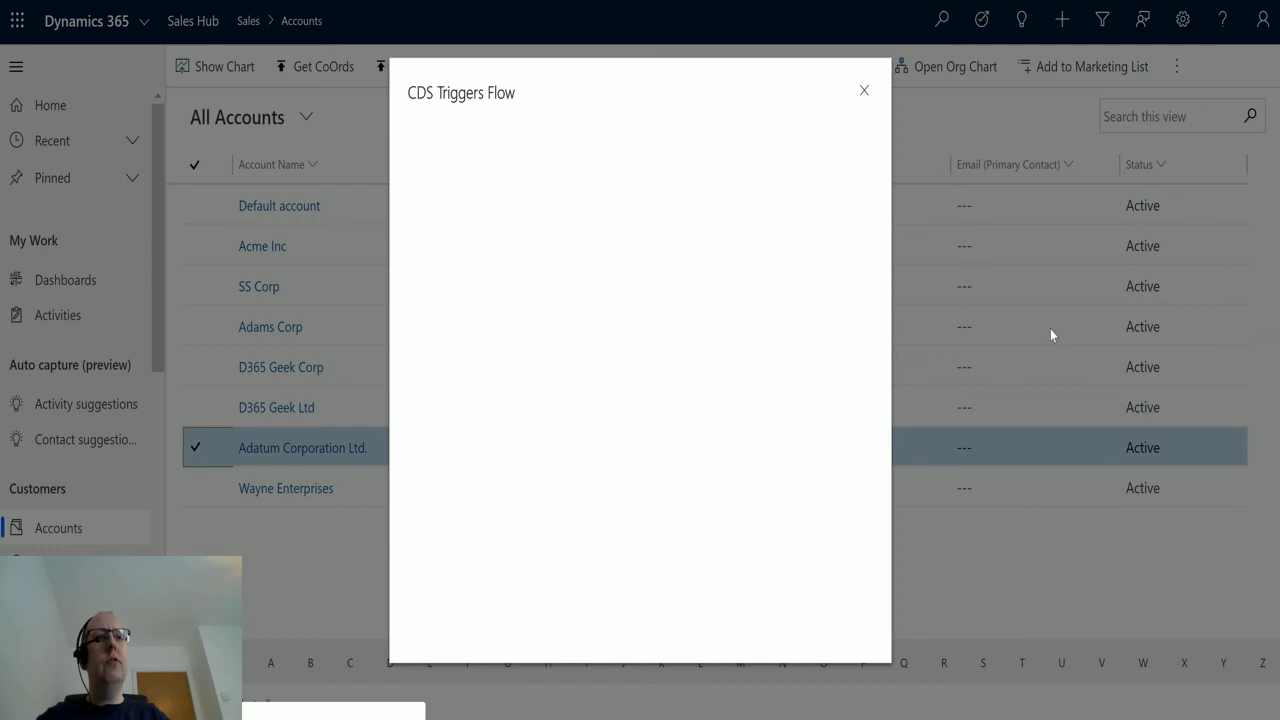 Dynamics 365
Sales Hub
Sales
Accounts
Show Chart
Get CoOrds
Open Org Chart
Add to Marketing List
CDS Triggers Flow
Home
Recent
Pinned
My Work
Dashboards
Activities
Auto capture (preview)
Activity suggestions
Contact suggestio...
Customers
Accounts
All Accounts
Search this view
Account Name
Email (Primary Contact)
Status
Default account
---
Active
Acme Inc
---
Active
SS Corp
---
Active
Adams Corp
---
Active
D365 Geek Corp
---
Active
D365 Geek Ltd
---
Active
Adatum Corporation Ltd.
---
Active
Wayne Enterprises
---
Active
A B C Q R S T U V W X Y Z